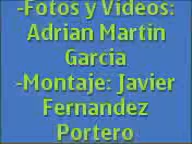 -Fotos y Videos:
Adrian Martin
Garcia
-Montaje: Javier
Fernandez
Portero